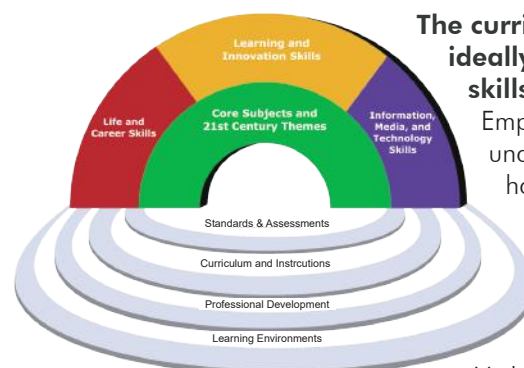 The curri
ideally
skills
Emp
und
ha
Learning and
Innovation Skills
Life and
Career Skills
Core Subjects and
21st Century Themes
Information,
Media, and
Technology
Skills
Standards & Assessments
Curriculum and Instrcutions
Professional Development
Learning Environments